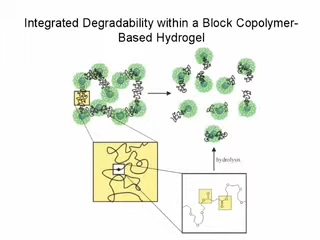 Integrated Degradability within a Block Copolymer-
Based Hydrogel
hydrolysis